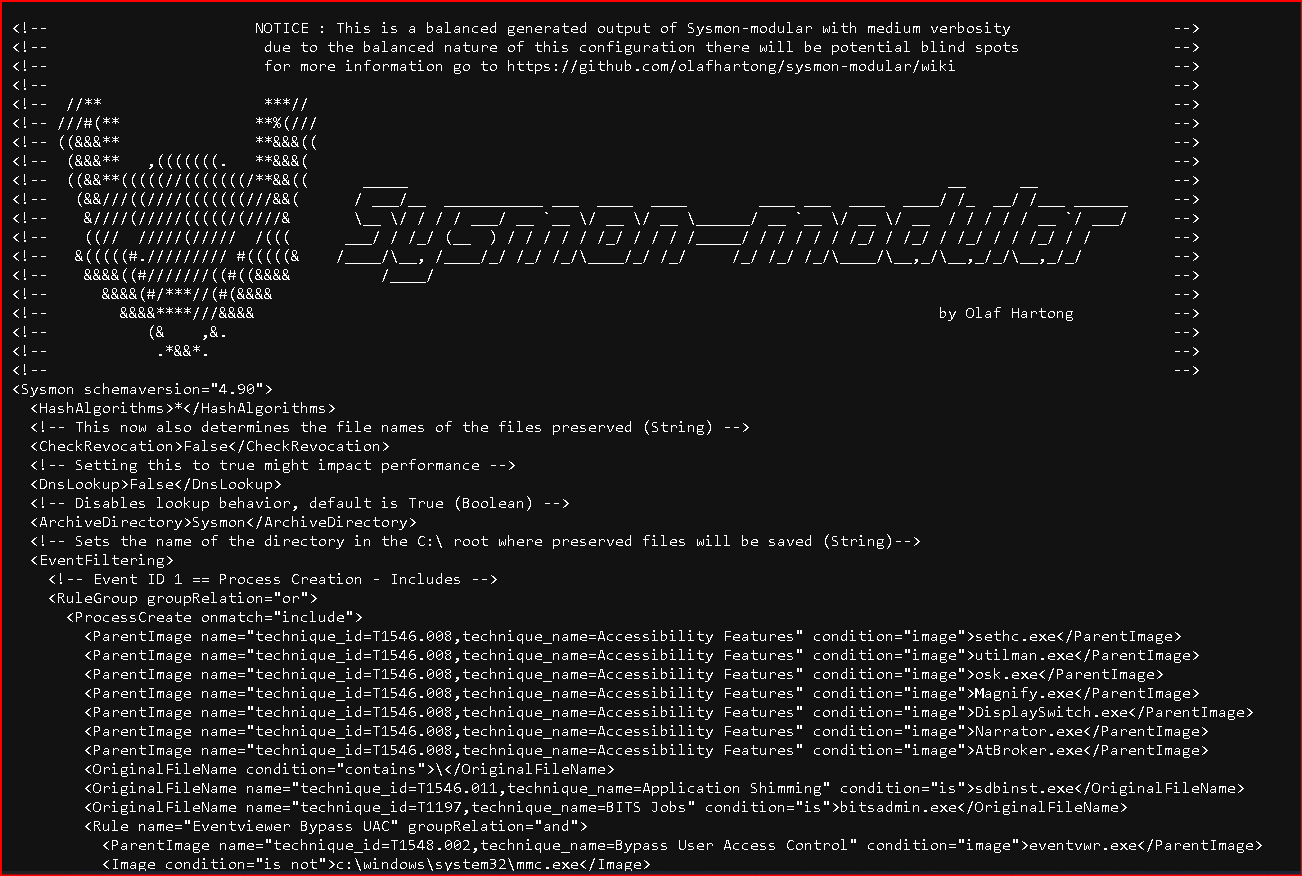 <!--                       NOTICE : This is a balanced generated output of Sysmon-modular with medium verbosity                  -->
<!--                        due to the balanced nature of this configuration there will be potential blind spots                 -->
<!--                        for more information go to https://github.com/olafhartong/sysmon-modular/wiki                        -->
<!--                                                                                                                             -->
<!--  //**                  ***//                                                                                                -->
<!-- ///#(**               **%(///                                                                                               -->
<!-- ((&&&**               **&&&((                                                                                               -->
<!--  (&&&**   ,(((((((.   **&&&(                                                                                                -->
<!--  ((&&**(((((//(((((((/**&&((      _____                                                            __      __               -->
<!--   (&&///((////(((((((///&&(      / ___/__  ___________ ___  ____  ____        ____ ___  ____  ____/ /_  __/ /___ ______     -->
<!--    &////(/////(((((/(////&       \__ \/ / / / ___/ __ `__ \/ __ \/ __ \______/ __ `__ \/ __ \/ __  / / / / / __ `/ ___/     -->
<!--    ((//  /////(/////  /(((      ___/ / /_/ (__  ) / / / / / /_/ / / / /_____/ / / / / / /_/ / /_/ / /_/ / / /_/ / /         -->
<!--   &(((((#.///////// #(((((&    /____/\__, /____/_/ /_/ /_/\____/_/ /_/     /_/ /_/ /_/\____/\__,_/\__,_/_/\__,_/_/          -->
<!--    &&&&((#///////((#((&&&&          /____/                                                                                  -->
<!--      &&&&(#/***//(#(&&&&                                                                                                    -->
<!--        &&&&****///&&&&                                                                            by Olaf Hartong           -->
<!--           (&    ,&.                                                                                                         -->
<!--            .*&&*.                                                                                                           -->
<!--                                                                                                                             -->
<Sysmon schemaversion="4.90">
  <HashAlgorithms>*</HashAlgorithms>
  <!-- This now also determines the file names of the files preserved (String) -->
  <CheckRevocation>False</CheckRevocation>
  <!-- Setting this to true might impact performance -->
  <DnsLookup>False</DnsLookup>
  <!-- Disables lookup behavior, default is True (Boolean) -->
  <ArchiveDirectory>Sysmon</ArchiveDirectory>
  <!-- Sets the name of the directory in the C:\ root where preserved files will be saved (String)-->
  <EventFiltering>
    <!-- Event ID 1 == Process Creation - Includes -->
    <RuleGroup groupRelation="or">
      <ProcessCreate onmatch="include">
        <ParentImage name="technique_id=T1546.008,technique_name=Accessibility Features" condition="image">sethc.exe</ParentImage>
        <ParentImage name="technique_id=T1546.008,technique_name=Accessibility Features" condition="image">utilman.exe</ParentImage>
        <ParentImage name="technique_id=T1546.008,technique_name=Accessibility Features" condition="image">osk.exe</ParentImage>
        <ParentImage name="technique_id=T1546.008,technique_name=Accessibility Features" condition="image">Magnify.exe</ParentImage>
        <ParentImage name="technique_id=T1546.008,technique_name=Accessibility Features" condition="image">DisplaySwitch.exe</ParentImage>
        <ParentImage name="technique_id=T1546.008,technique_name=Accessibility Features" condition="image">Narrator.exe</ParentImage>
        <ParentImage name="technique_id=T1546.008,technique_name=Accessibility Features" condition="image">AtBroker.exe</ParentImage>
        <OriginalFileName condition="contains">\</OriginalFileName>
        <OriginalFileName name="technique_id=T1546.011,technique_name=Application Shimming" condition="is">sdbinst.exe</OriginalFileName>
        <OriginalFileName name="technique_id=T1197,technique_name=BITS Jobs" condition="is">bitsadmin.exe</OriginalFileName>
        <Rule name="Eventviewer Bypass UAC" groupRelation="and">
          <ParentImage name="technique_id=T1548.002,technique_name=Bypass User Access Control" condition="image">eventvwr.exe</ParentImage>
          <Image condition="is not">c:\windows\system32\mmc.exe</Image>